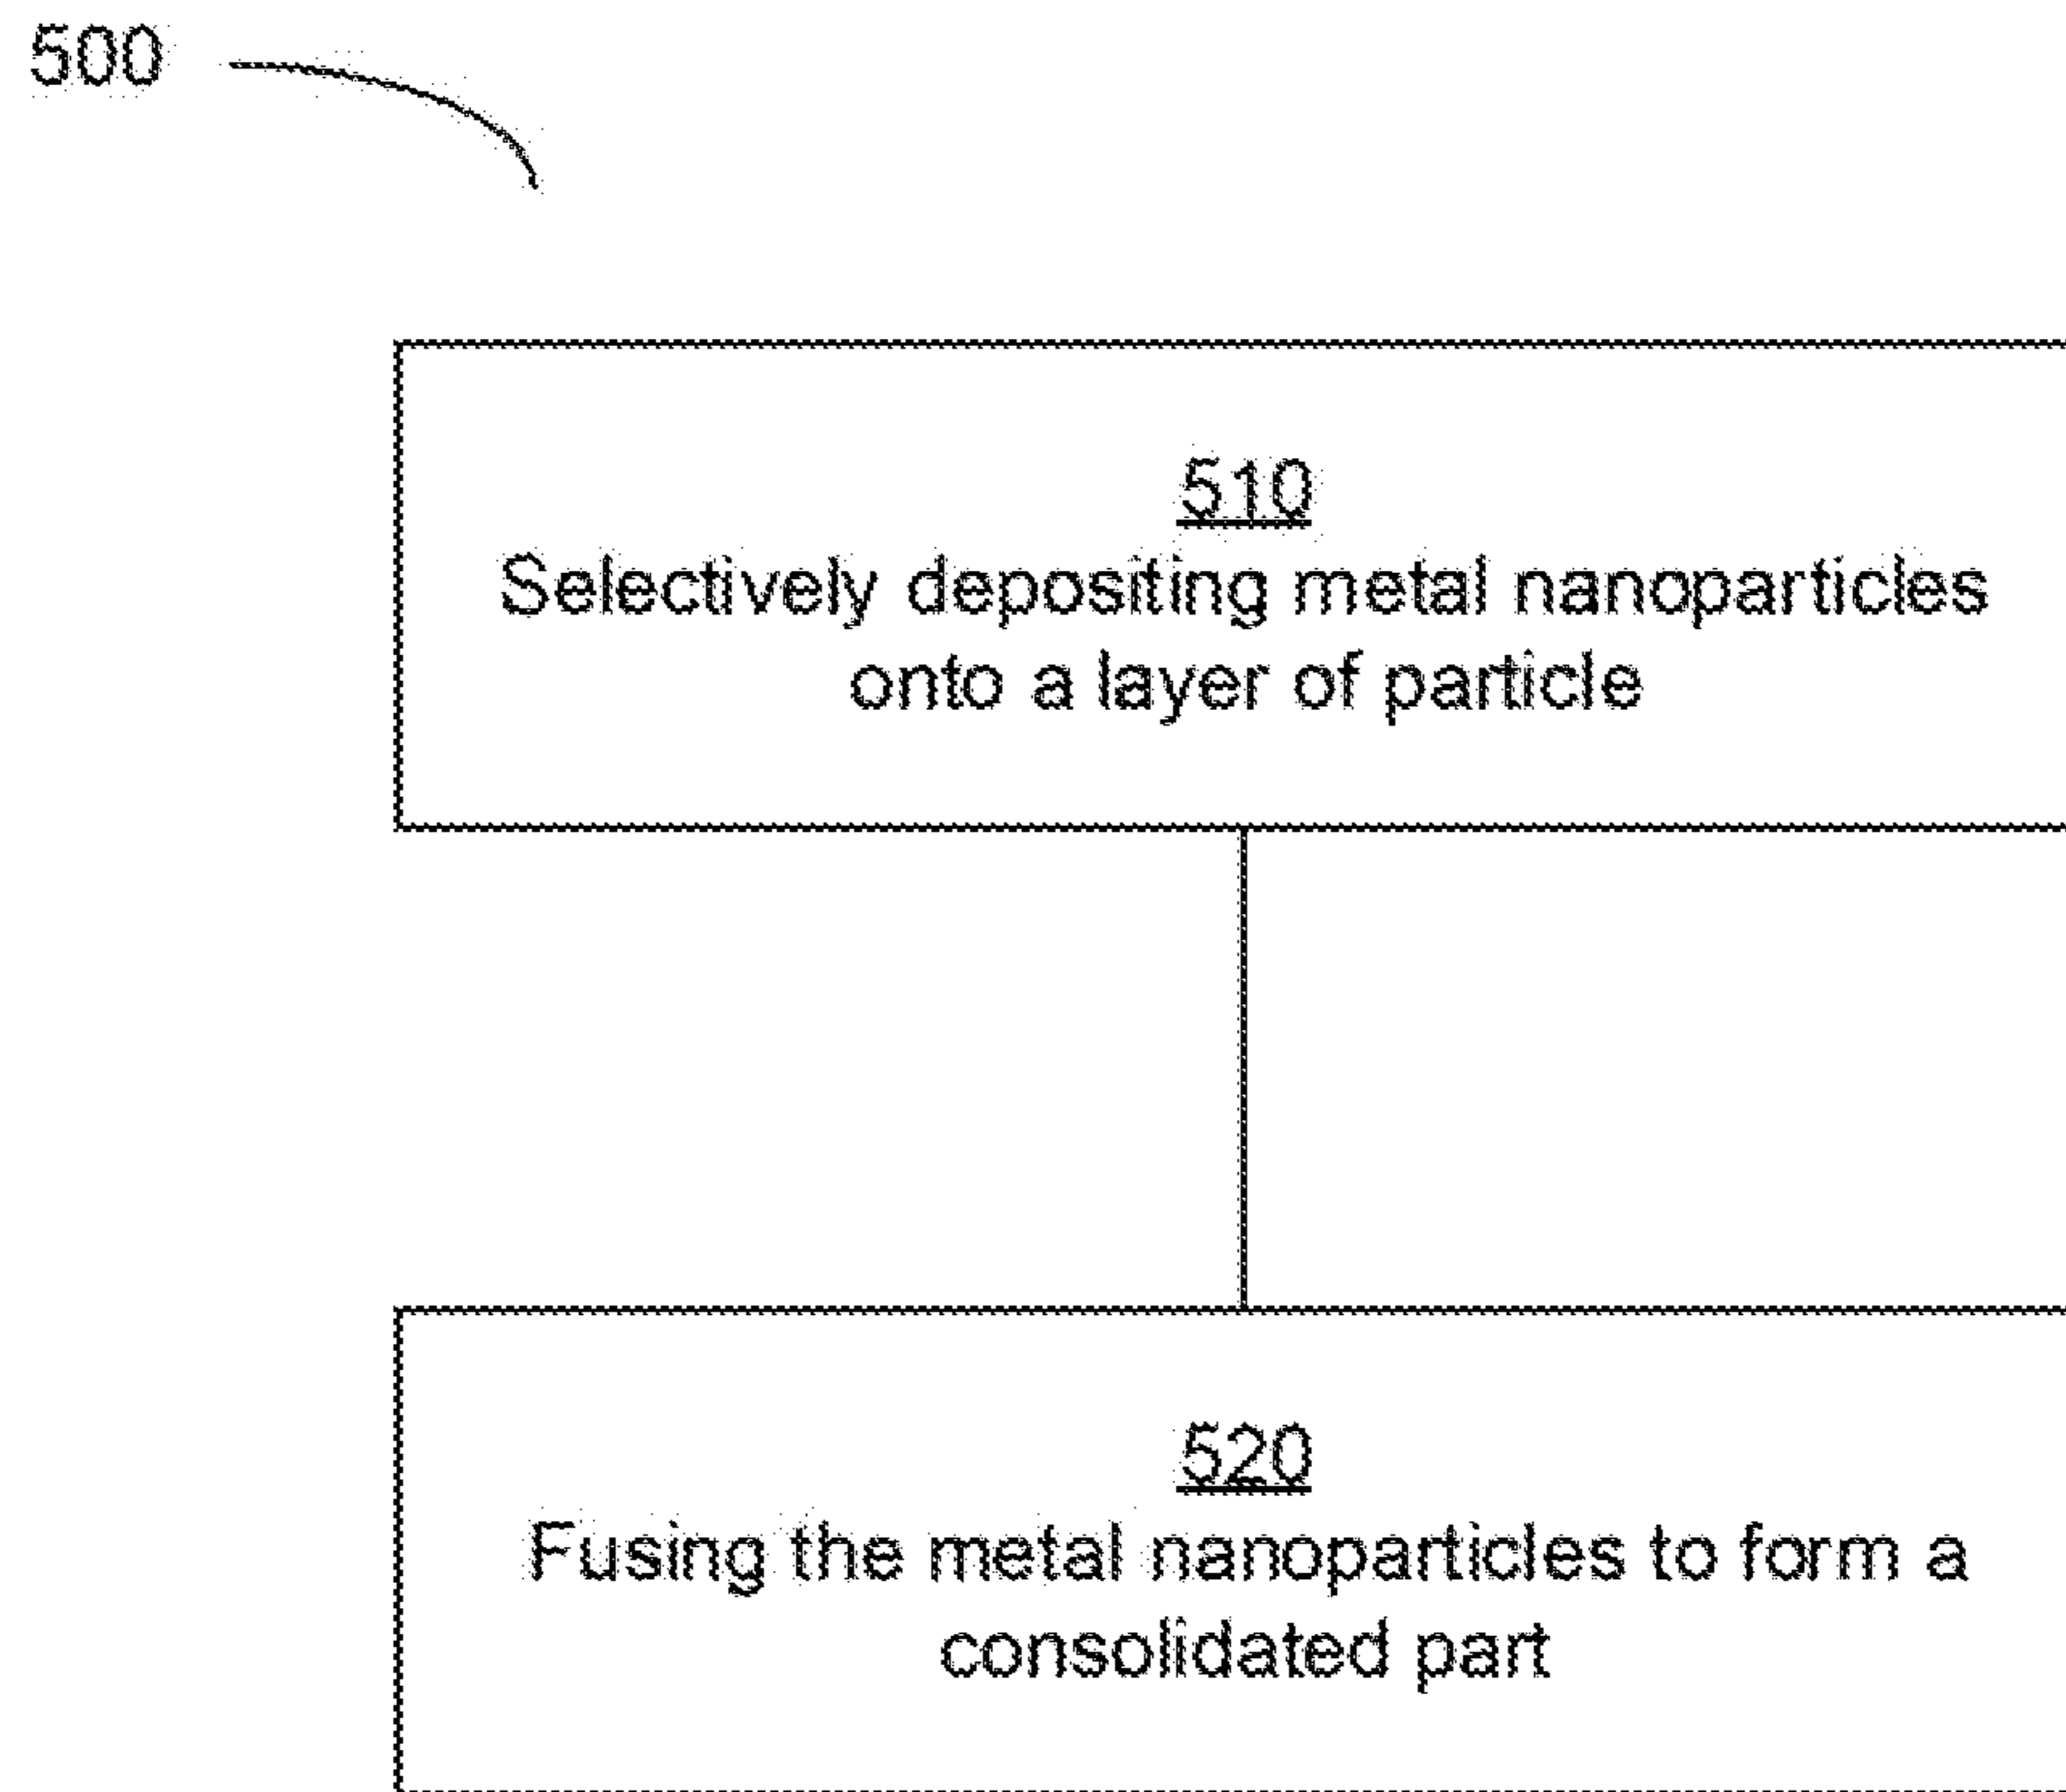 500
510
Selectively depositing metal nanoparticles
onto a layer of particle
520
Fusing the metal nanoparticles to form a
consolidated part